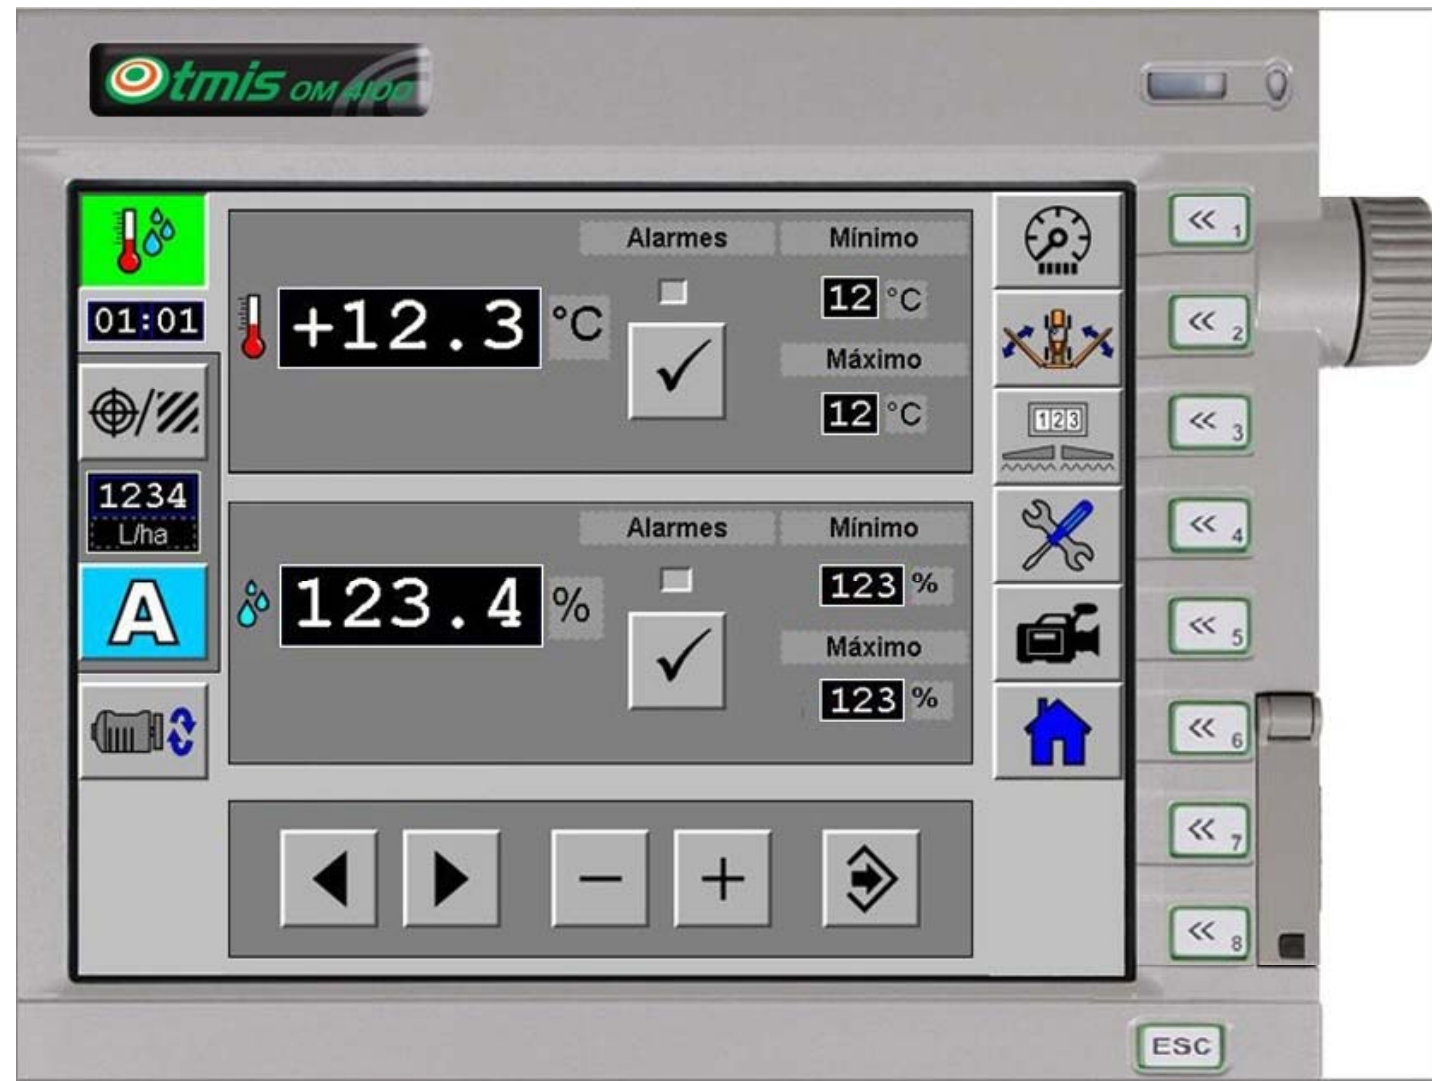 Otmis OM 4100
Alarmes Mínimo
01:01
+12.3 °C
12 °C
Máximo
12 °C
123
1234
L/ha
Alarmes Mínimo
A
123.4 %
123 %
Máximo
123 %
<< 1
<< 2
<< 3
<< 4
<< 5
<< 6
<< 7
<< 8
ESC